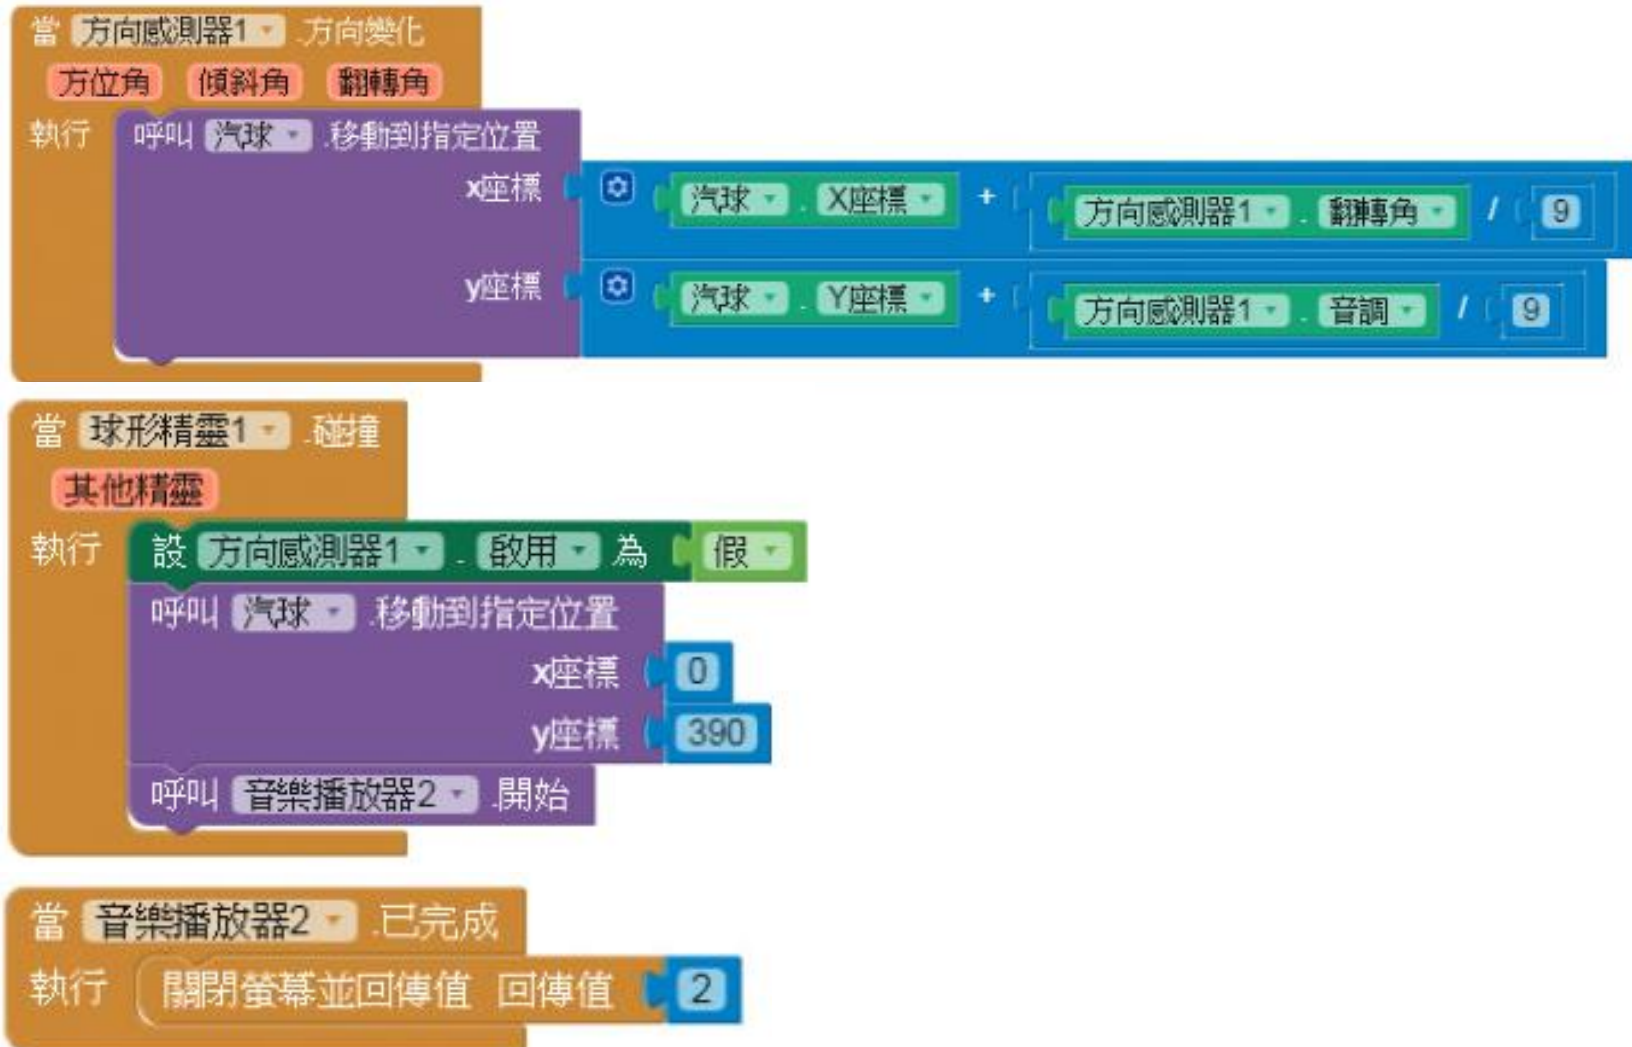 當 方向感測器1 .方向變化
方位角 傾斜角 翻轉角
執行 呼叫 汽球 .移動到指定位置
x座標 汽球 . X座標 + 方向感測器1 . 翻轉角 / 9
y座標 汽球 . Y座標 + 方向感測器1 . 音調 / 9
當 球形精靈1 .碰撞
其他精靈
執行 設 方向感測器1 . 啟用 為 假
呼叫 汽球 .移動到指定位置
x座標 0
y座標 390
呼叫 音樂播放器2 .開始
當 音樂播放器2 .已完成
執行 關閉螢幕並回傳值 回傳值 2